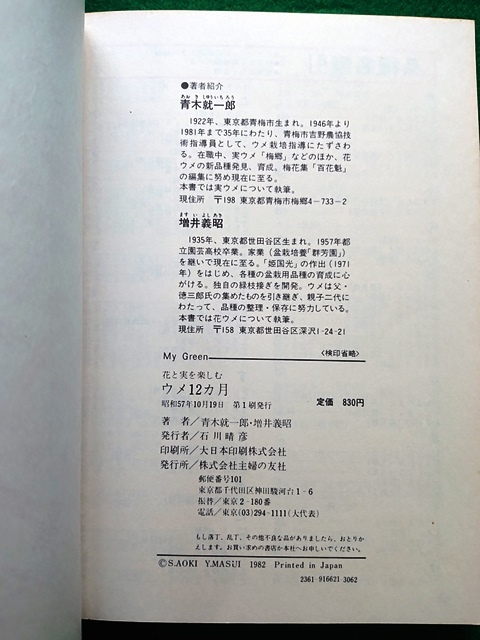 ●著者紹介
あお き しゅういちろう
青木就一郎
1922年、東京都青梅市生まれ。1946年より
1981年まで35年にわたり、青梅市吉野農協技
術指導員として、ウメ栽培指導にたずさわ
る。在職中、実ウメ「梅郷」などのほか、花
ウメの新品種発見、育成。梅花集「百花魁」
の編集に努め現在に至る。
本書では実ウメについて執筆。
現住所 〒198 東京都青梅市梅郷4−733−2
ます い よしあき
増井義昭
1935年、東京都世田谷区生まれ。1957年都
立園芸高校卒業。家業（盆栽培養「群芳園」）
を継いで現在に至る。「姫国光」の作出（1971
年）をはじめ、各種の盆栽用品種の育成に心
がける。独自の緑枝接ぎを開発。ウメは父・
徳三郎氏の集めたものを引き継ぎ、親子二代に
わたって、品種の整理・保存に努力している。
本書では花ウメについて執筆。
現住所 〒158 東京都世田谷区深沢1-24-21
My Green 〈検印省略〉
花と実を楽しむ
ウメ12カ月
昭和57年10月19日 第1刷発行 定価 830円
著 者／青木就一郎・増井義昭
発行者／石川晴彦
印刷所／大日本印刷株式会社
発行所／株式会社主婦の友社
郵便番号101
東京都千代田区神田駿河台1−6
振替／東京2−180番
電話／東京(03)294-1111(大代表)
もし落丁、乱丁、その他不良な品がありましたら、おとりか
えします。お買い求めの書店か本社へお申しいでください。
©S.AOKI Y.MASUI 1982 Printed in Japan
2361-916621-3062